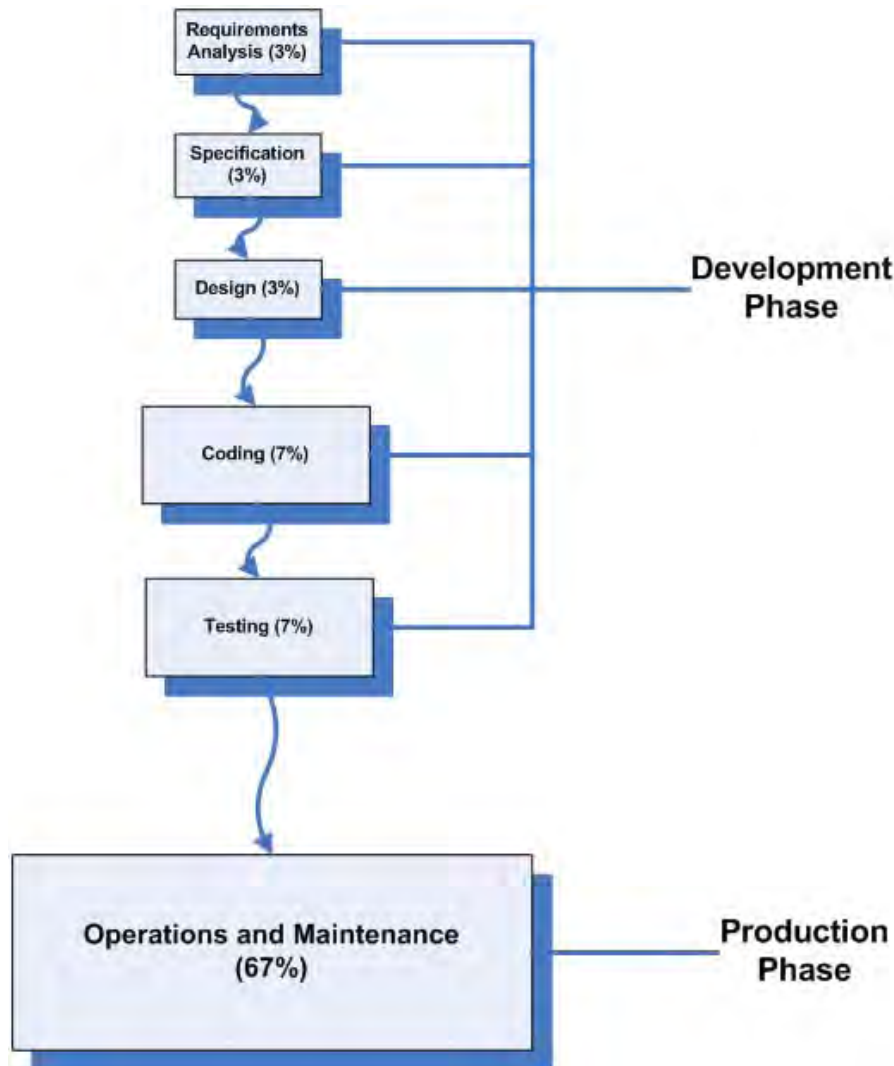 Requirements
Analysis (3%)
Specification
(3%)
Design (3%)
Development
Phase
Coding (7%)
Testing (7%)
Operations and Maintenance
(67%)
Production
Phase